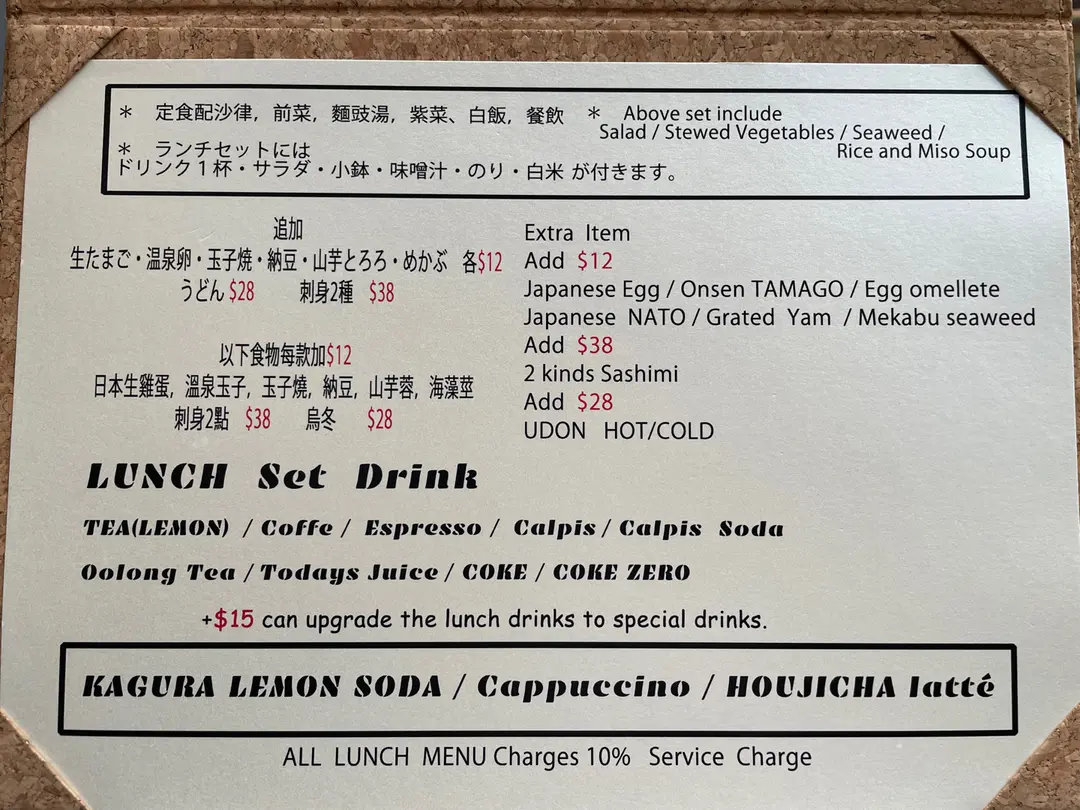 ＊ 定食配沙律，前菜，麵豉湯，紫菜、白飯，餐飲
＊ ランチセットには
ドリンク１杯・サラダ・小鉢・味噌汁・のり・白米 が付きます。
＊ Above set include
Salad / Stewed Vegetables / Seaweed /
Rice and Miso Soup
追加
生たまご・温泉卵・玉子焼・納豆・山芋とろろ・めかぶ 各$12
うどん $28 刺身2種 $38
以下食物每款加$12
日本生雞蛋，溫泉玉子，玉子燒，納豆，山芋蓉，海藻莖
刺身2點 $38 烏冬 $28
Extra Item
Add $12
Japanese Egg / Onsen TAMAGO / Egg omellete
Japanese NATO / Grated Yam / Mekabu seaweed
Add $38
2 kinds Sashimi
Add $28
UDON HOT/COLD
LUNCH Set Drink
TEA(LEMON) / Coffe / Espresso / Calpis / Calpis Soda
Oolong Tea / Todays Juice / COKE / COKE ZERO
+$15 can upgrade the lunch drinks to special drinks.
KAGURA LEMON SODA / Cappuccino / HOUJICHA latté
ALL LUNCH MENU Charges 10% Service Charge